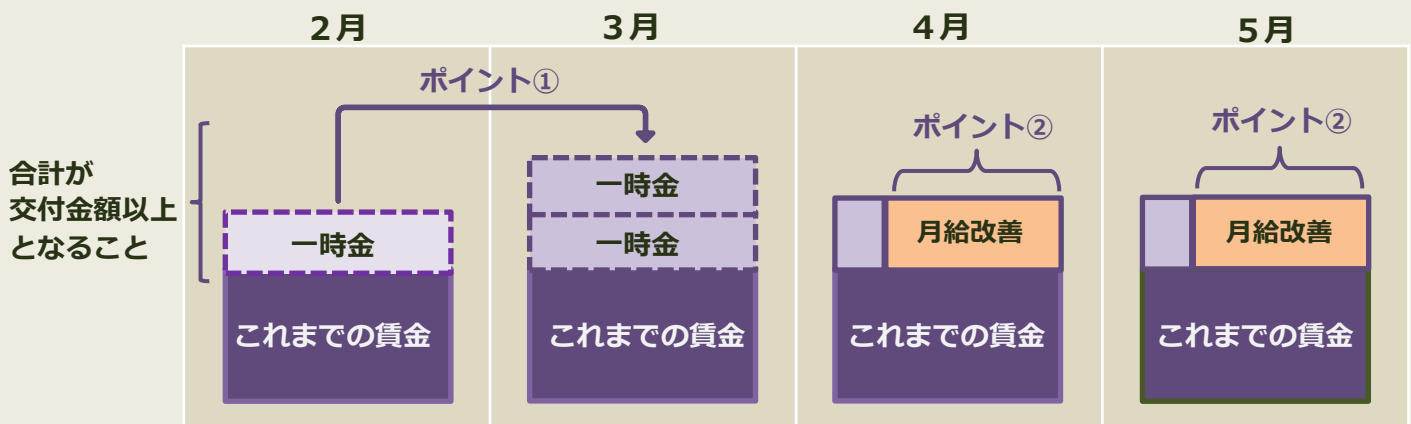 ２月
３月
４月
５月
ポイント①
ポイント②
ポイント②
合計が
交付金額以上
となること
一時金
一時金
一時金
月給改善
月給改善
これまでの賃金
これまでの賃金
これまでの賃金
これまでの賃金